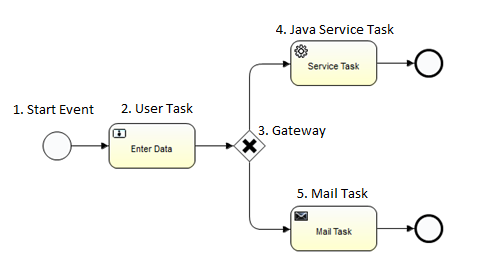 4. Java Service Task
Service Task
1. Start Event
2. User Task
Enter Data
3. Gateway
5. Mail Task
Mail Task